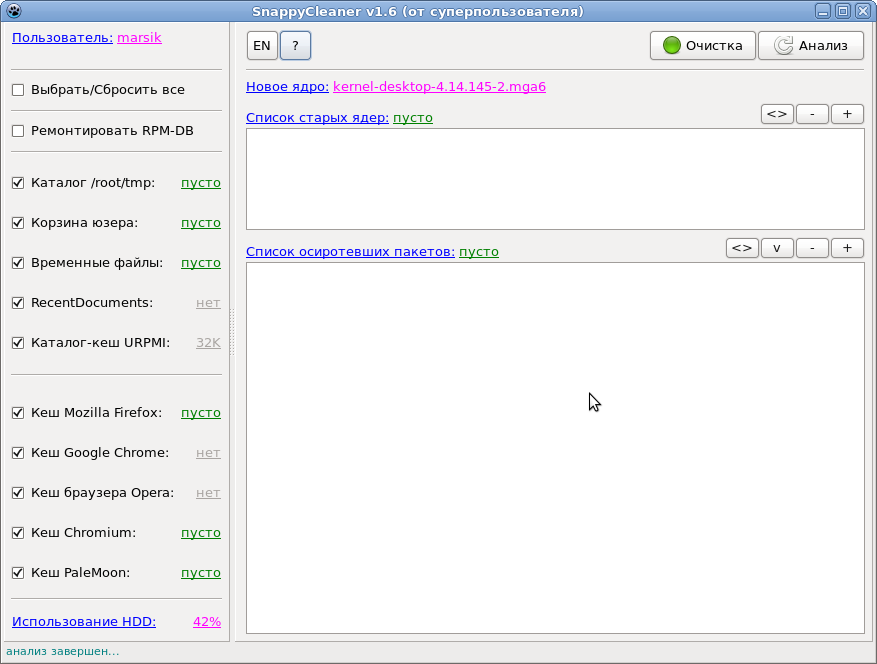 SnappyCleaner v1.6 (от суперпользователя)
Пользователь: marsik
Выбрать/Сбросить все
Ремонтировать RPM-DB
Каталог /root/tmp: пусто
Корзина юзера: пусто
Временные файлы: пусто
RecentDocuments: нет
Каталог-кеш URPMI: 32K
Кеш Mozilla Firefox: пусто
Кеш Google Chrome: нет
Кеш браузера Opera: нет
Кеш Chromium: пусто
Кеш PaleMoon: пусто
Использование HDD: 42%
EN ? Очистка Анализ
Новое ядро: kernel-desktop-4.14.145-2.mga6
Список старых ядер: пусто <> - +
Список осиротевших пакетов: пусто <> v - +
анализ завершен...